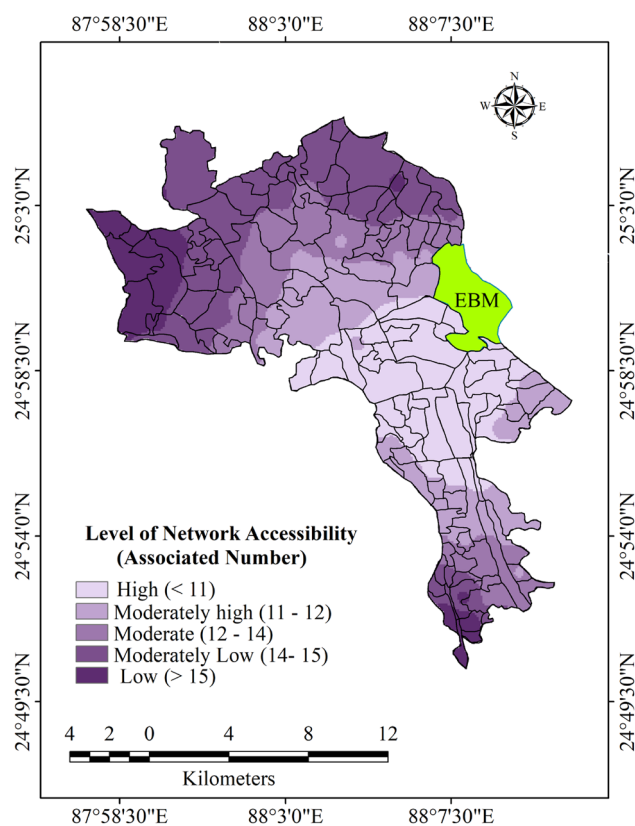 87°58'30"E 88°3'0"E 88°7'30"E
N
W E
S
25°3'0"N 25°3'0"N
EBM
24°58'30"N 24°58'30"N
24°54'0"N 24°54'0"N
Level of Network Accessibility
(Associated Number)
High (< 11)
Moderately high (11 - 12)
Moderate (12 - 14)
Moderately Low (14- 15)
Low (> 15)
24°49'30"N 24°49'30"N
4 2 0 4 8 12
Kilometers
87°58'30"E 88°3'0"E 88°7'30"E